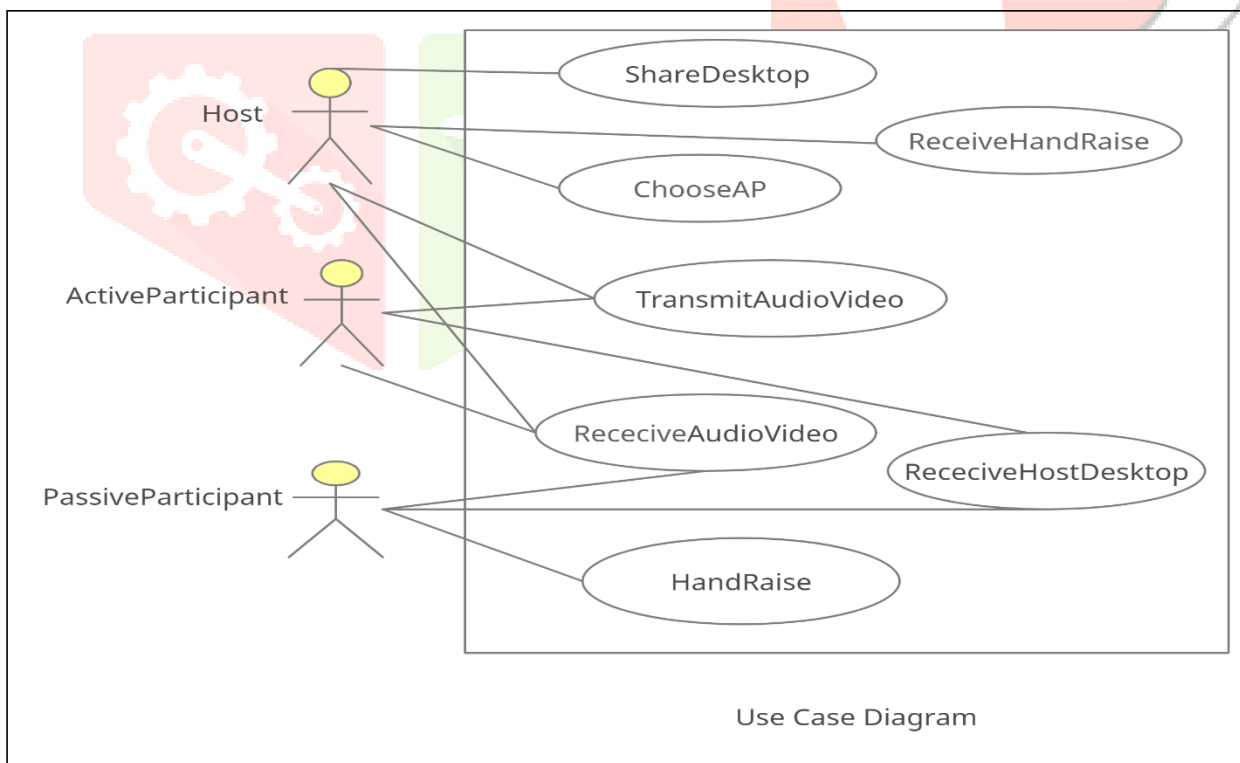 ShareDesktop
Host
ReceiveHandRaise
ChooseAP
ActiveParticipant
TransmitAudioVideo
RececiveAudioVideo
RececiveHostDesktop
PassiveParticipant
HandRaise
Use Case Diagram